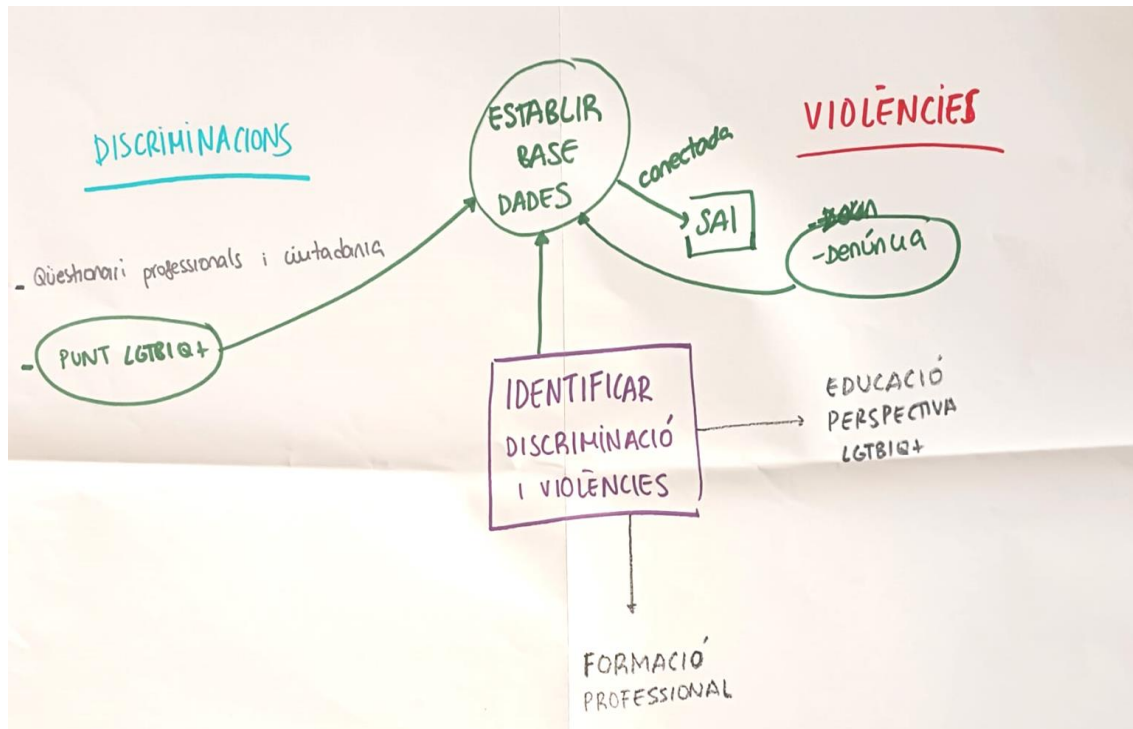 DISCRIMINACIONS
- Qüestionari professionals i ciutadania
- PUNT LGTBIQ+
ESTABLIR
BASE
DADES
conectada
SAI
VIOLÈNCIES
- Denúncia
IDENTIFICAR
DISCRIMINACIÓ
I VIOLÈNCIES
EDUCACIÓ
PERSPECTIVA
LGTBIQ+
FORMACIÓ
PROFESSIONAL